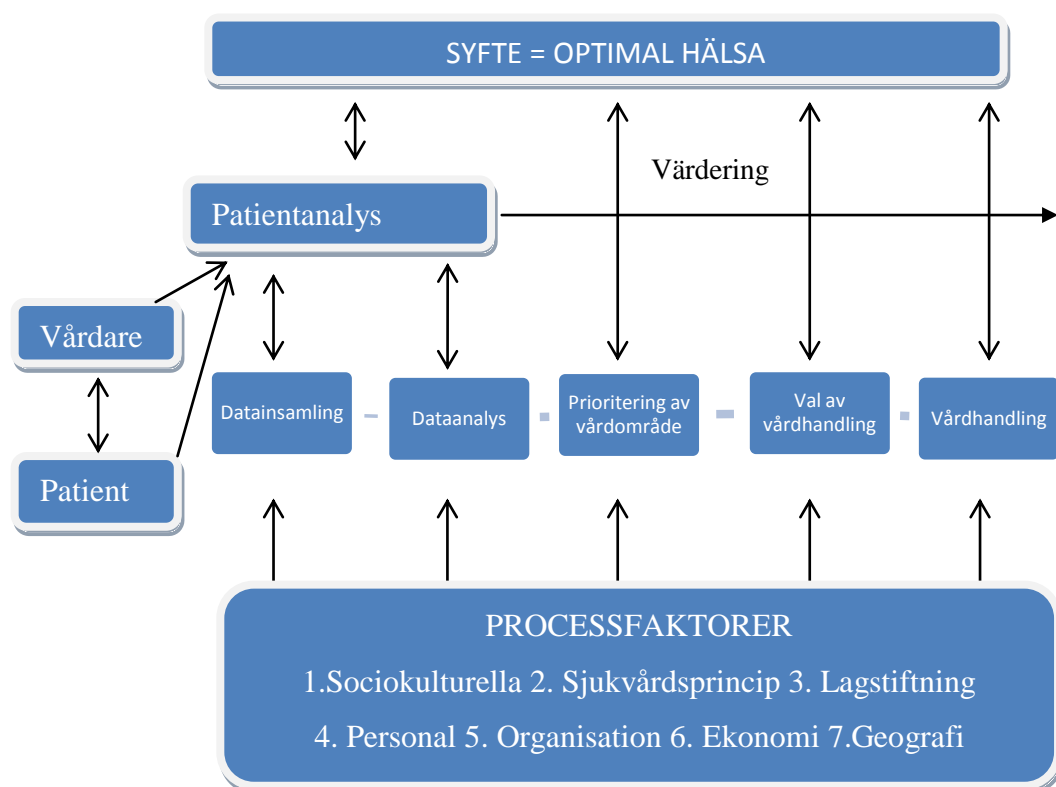 SYFTE = OPTIMAL HÄLSA
Värdering
Patientanalys
Vårdare
Patient
Datainsamling
Dataanalys
Prioritering av
vårdområde
Val av
vårdhandling
Vårdhandling
PROCESSFAKTORER
1.Sociokulturella 2. Sjukvårdsprincip 3. Lagstiftning
4. Personal 5. Organisation 6. Ekonomi 7.Geografi